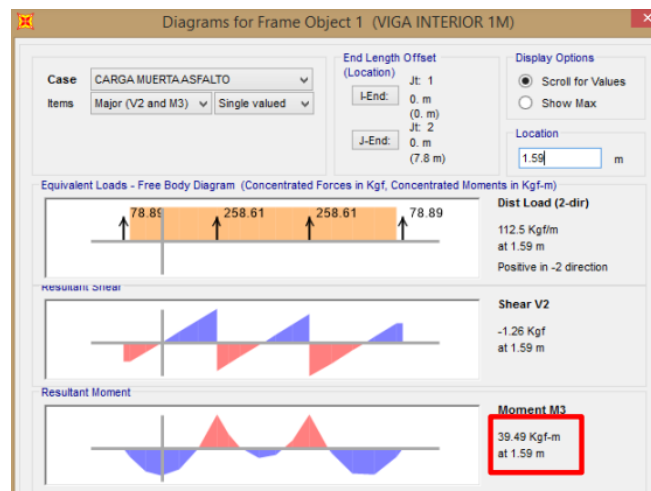 Diagrams for Frame Object 1 (VIGA INTERIOR 1M)
Case CARGA MUERTA ASFALTO
Items Major (V2 and M3) Single valued
End Length Offset
(Location)
Jt: 1
I-End: 0. m
(0. m)
Jt: 2
J-End: 0. m
(7.8 m)
Display Options
Scroll for Values
Show Max
Location
1.59 m
Equivalent Loads - Free Body Diagram (Concentrated Forces in Kgf, Concentrated Moments in Kgf-m)
78.89 258.61 258.61 78.89
Dist Load (2-dir)
112.5 Kgf/m
at 1.59 m
Positive in -2 direction
Resultant Shear
Shear V2
-1.26 Kgf
at 1.59 m
Resultant Moment
Moment M3
39.49 Kgf-m
at 1.59 m